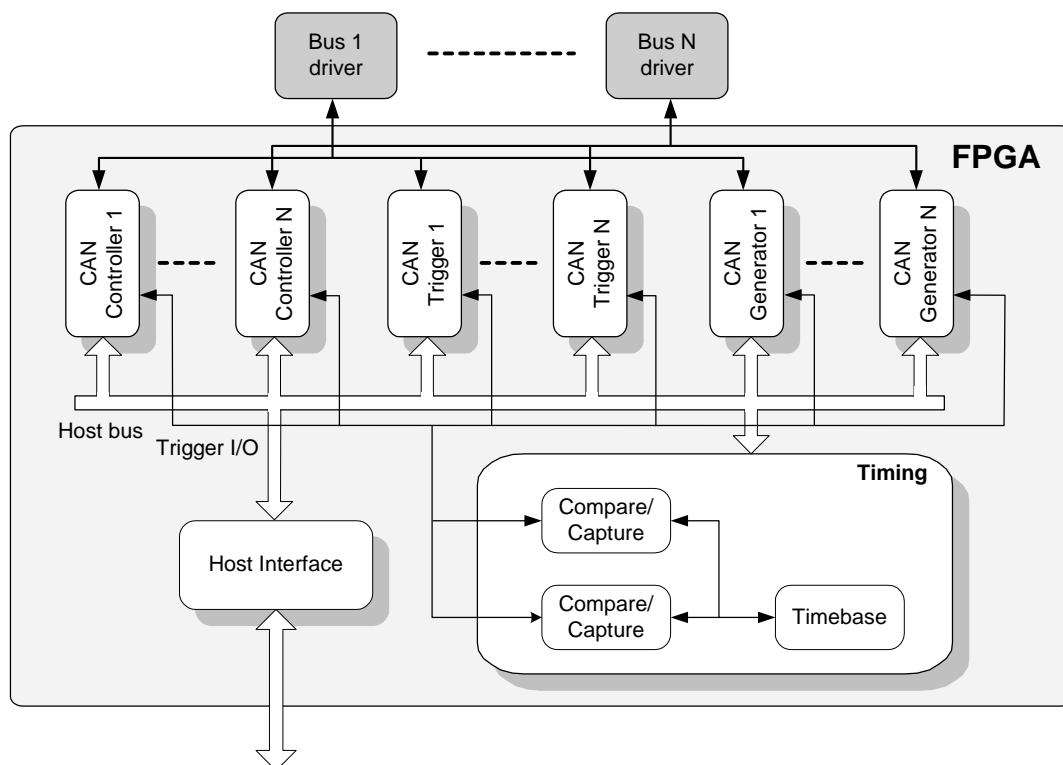 Bus 1
driver
Bus N
driver
FPGA
CAN
Controller 1
CAN
Controller N
CAN
Trigger 1
CAN
Trigger N
CAN
Generator 1
CAN
Generator N
Host bus
Trigger I/O
Timing
Compare/
Capture
Host Interface
Compare/
Capture
Timebase